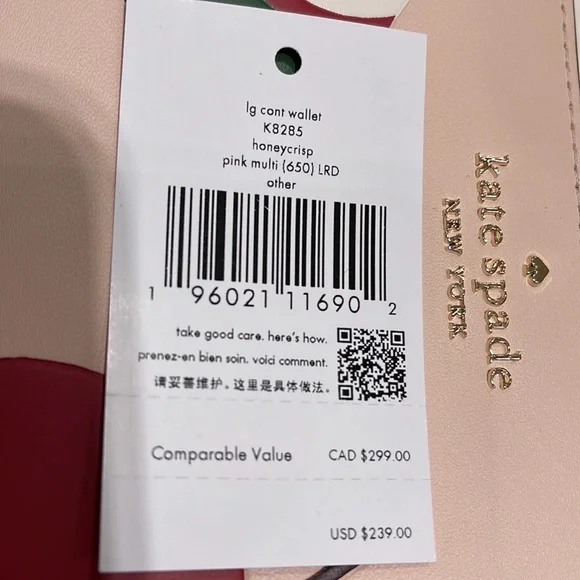 lg cont wallet
K8285
honeycrisp
pink multi (650) LRD
other
1 96021 11690 2
take good care. here's how.
prenez-en bien soin. voici comment.
请妥善维护。这里是具体做法。
Comparable Value CAD $299.00
USD $239.00
kate spade
NEW YORK